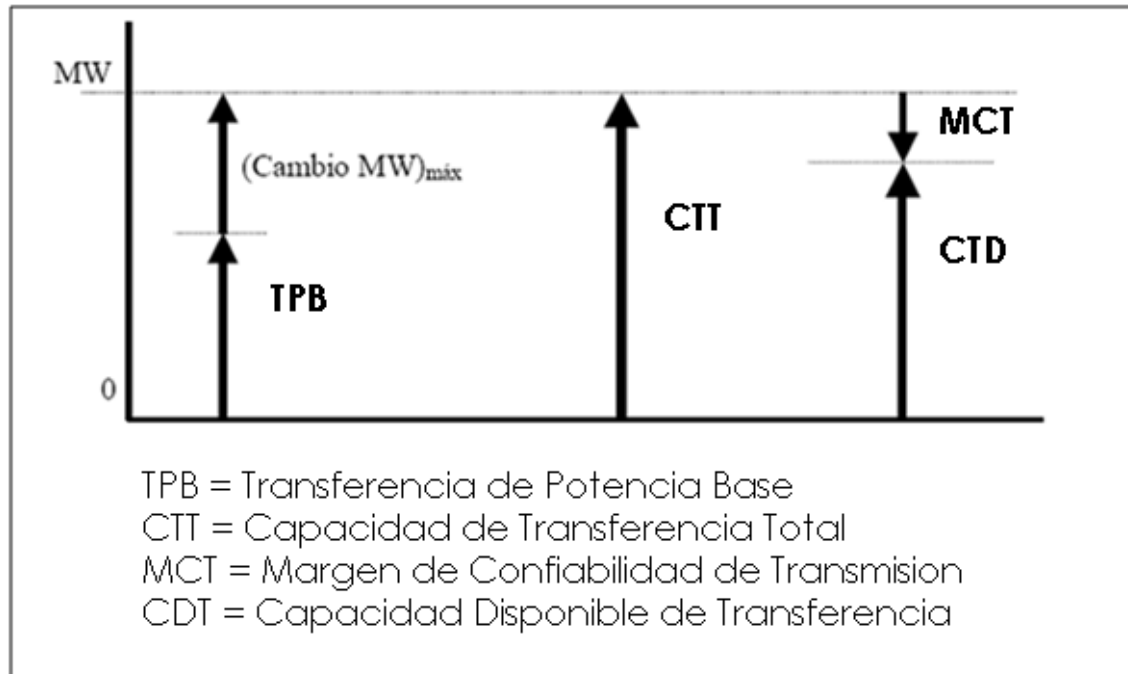 MW
MCT
(Cambio MW)máx
CTT
CTD
TPB
0
TPB = Transferencia de Potencia Base
CTT = Capacidad de Transferencia Total
MCT = Margen de Confiabilidad de Transmision
CDT = Capacidad Disponible de Transferencia